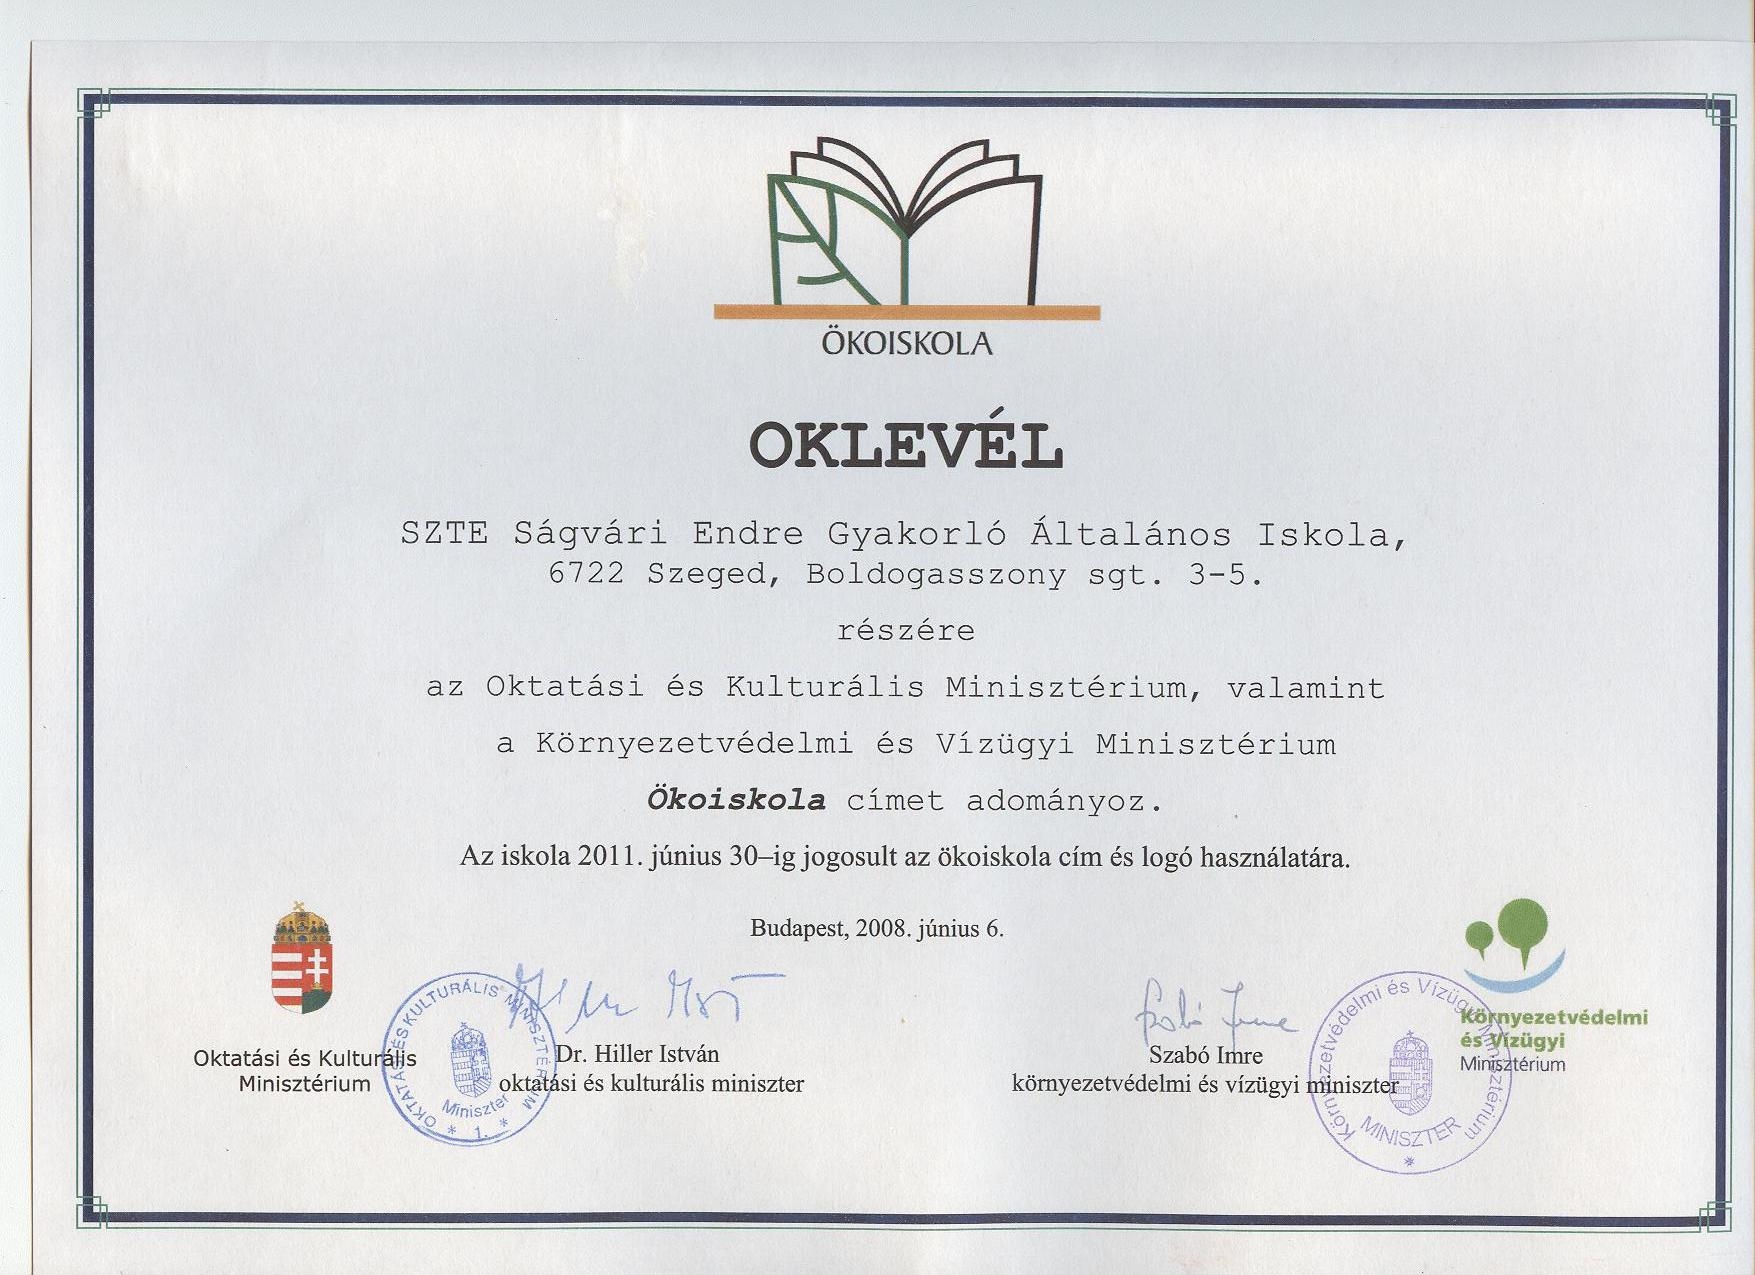 ÖKOISKOLA
OKLEVÉL
SZTE Ságvári Endre Gyakorló Általános Iskola,
6722 Szeged, Boldogasszony sgt. 3-5.
részére
az Oktatási és Kulturális Minisztérium, valamint
a Környezetvédelmi és Vízügyi Minisztérium
Ökoiskola címet adományoz.
Az iskola 2011. június 30–ig jogosult az ökoiskola cím és logó használatára.
Budapest, 2008. június 6.
Oktatási és Kulturális
Minisztérium
OKTATÁSI ÉS KULTURÁLIS MINISZTÉRIUM
Miniszter
* 1. *
Dr. Hiller István
oktatási és kulturális miniszter
Szabó Imre
Szabó Imre
környezetvédelmi és vízügyi miniszter
Környezetvédelmi és Vízügyi Minisztérium
MINISZTER
*
Környezetvédelmi
és Vízügyi
Minisztérium